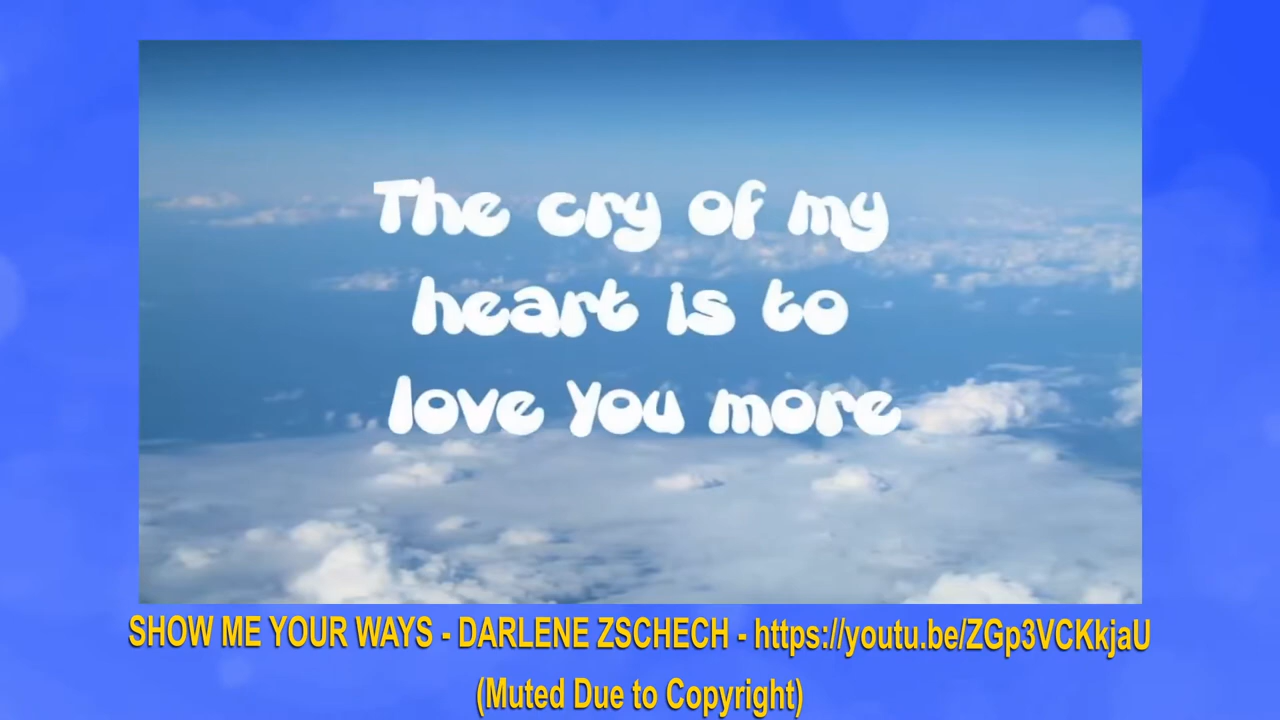 The cry of my
heart is to
love You more
SHOW ME YOUR WAYS - DARLENE ZSCHECH - https://youtu.be/ZGp3VCKkjaU
(Muted Due to Copyright)